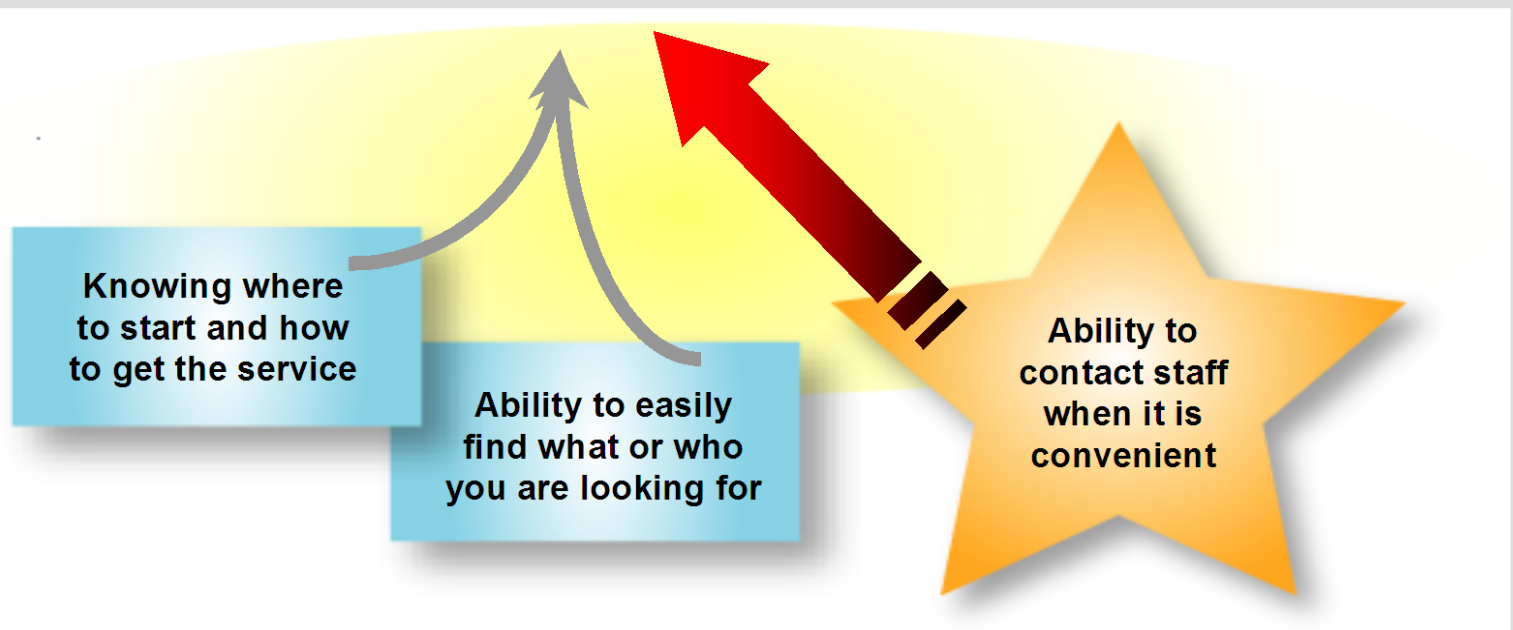 Knowing where
to start and how
to get the service
Ability to easily
find what or who
you are looking for
Ability to
contact staff
when it is
convenient